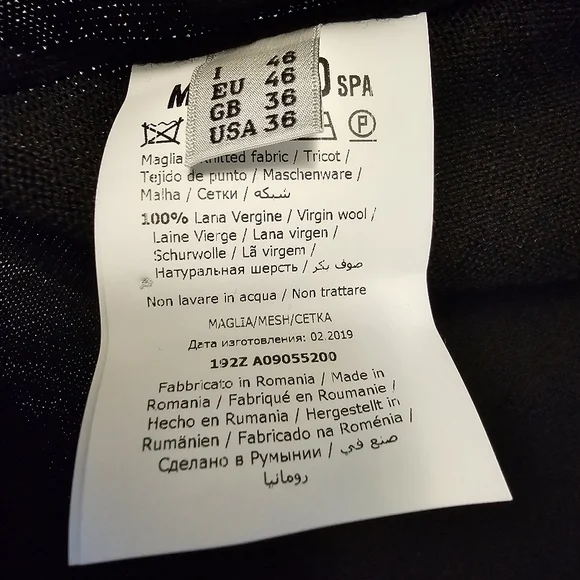 I 46
EU 46
GB 36
USA 36
SPA
P
Knitted fabric / Tricot /
Tejido de punto / Maschenware /
Malha / Сетки / شبكه
100% Lana Vergine / Virgin wool /
Laine Vierge / Lana virgen /
Schurwolle / Lã virgem /
Натуральная шерсть / صوف بكر /
Non lavare in acqua / Non trattare
MAGLIA/MESH/СЕТКА
Дата изготовления: 02.2019
192Z A09055200
Fabbricato in Romania / Made in
Romania / Fabriqué en Roumanie /
Hecho en Rumania / Hergestellt in
Rumänien / Fabricado na Roménia /
Сделано в Румынии / صنع في
رومانيا